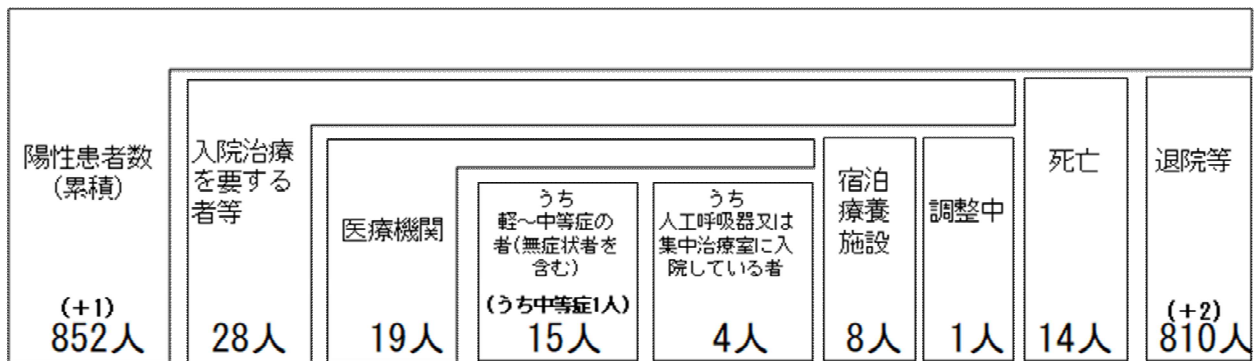 陽性患者数
(累積)
(+1)
852人
入院治療
を要する
者等
28人
医療機関
19人
うち
軽～中等症の
者(無症状者を
含む)
(うち中等症1人)
15人
うち
人工呼吸器又は
集中治療室に入
院している者
4人
宿泊
療養
施設
8人
調整中
1人
死亡
14人
退院等
(+2)
810人